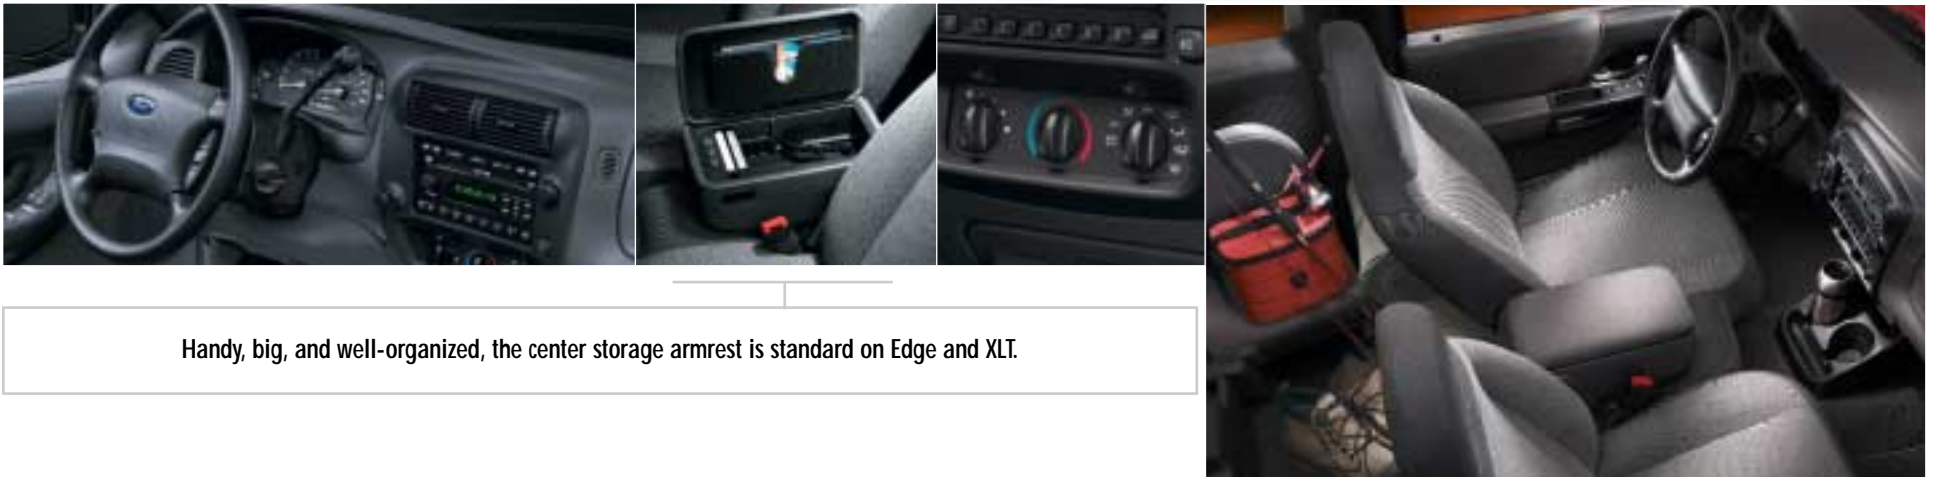 Handy, big, and well-organized, the center storage armrest is standard on Edge and XLT.